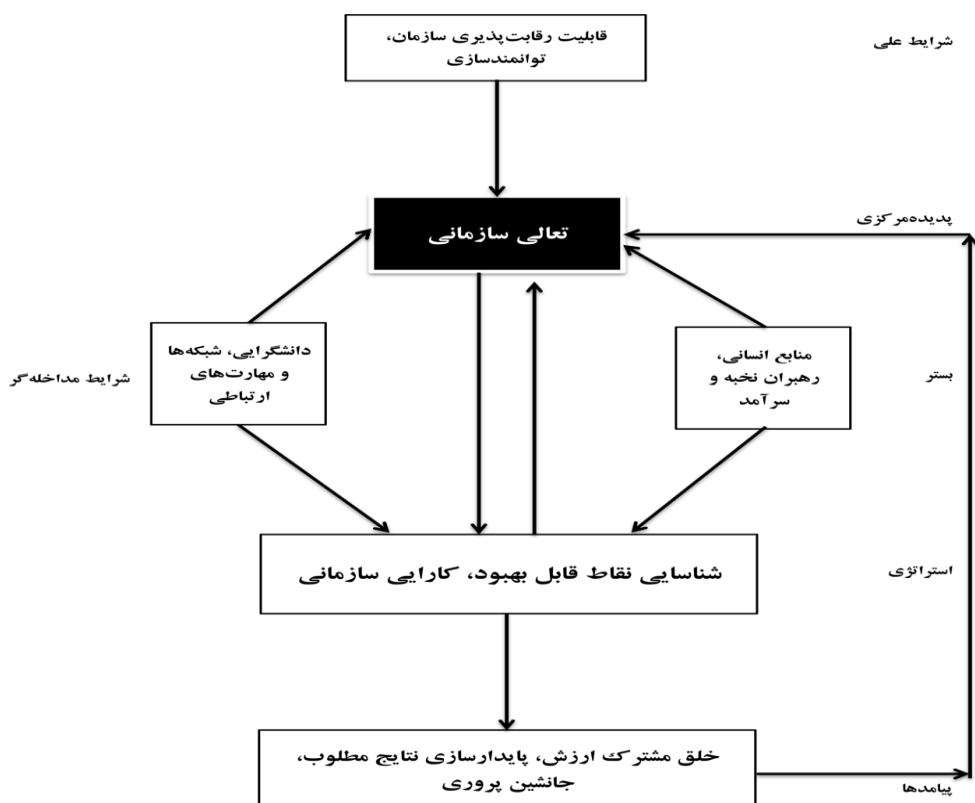 قابلیت رقابت‌پذیری سازمان،
توانمندسازی
شرایط علی
تعالی سازمانی
پدیده‌مرکزی
دانشگرایی، شبکه‌ها
و مهارت‌های
ارتباطی
شرایط مداخله‌گر
منابع انسانی،
رهبران نخبه و
سرآمد
بستر
شناسایی نقاط قابل بهبود، کارایی سازمانی
استراتژی
خلق مشترک ارزش، پایدارسازی نتایج مطلوب،
جانشین پروری
پیامدها